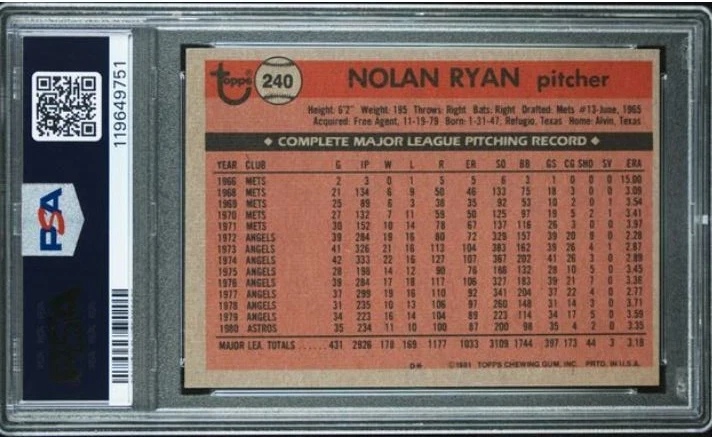 119649751
PSA
topps
240
NOLAN RYAN pitcher
Height: 6'2" Weight: 195 Throws: Right Bats: Right Drafted: Mets #13-June, 1965
Acquired: Free Agent, 11-19-79 Born: 1-31-47, Refugio, Texas Home: Alvin, Texas
COMPLETE MAJOR LEAGUE PITCHING RECORD
YEAR CLUB G IP W L R ER SO BB GS CG SHO SV ERA
1966 METS 2 3 0 1 5 5 6 3 1 0 0 0 15.00
1968 METS 21 134 6 9 50 46 133 75 18 3 0 0 3.09
1969 METS 25 89 6 3 38 35 92 53 10 2 0 1 3.54
1970 METS 27 132 7 11 59 50 125 97 19 5 2 1 3.41
1971 METS 30 152 10 14 78 67 137 116 26 3 0 0 3.97
1972 ANGELS 39 284 19 16 80 72 329 157 39 20 9 0 2.28
1973 ANGELS 41 326 21 16 113 104 383 162 39 26 4 1 2.87
1974 ANGELS 42 333 22 16 127 107 367 202 41 26 3 0 2.89
1975 ANGELS 28 198 14 12 90 76 186 132 28 10 5 0 3.45
1976 ANGELS 39 284 17 18 117 106 327 183 39 21 7 0 3.36
1977 ANGELS 37 299 19 16 110 92 341 204 37 22 4 0 2.77
1978 ANGELS 31 235 10 13 106 97 260 148 31 14 3 0 3.71
1979 ANGELS 34 223 16 14 104 89 223 114 34 17 5 0 3.59
1980 ASTROS 35 234 11 10 100 87 200 98 35 4 2 0 3.35
MAJOR LEA. TOTALS ...... 431 2926 178 169 1177 1033 3109 1744 397 173 44 3 3.18
D* ©1981 TOPPS CHEWING GUM, INC. PRTD. IN U.S.A.